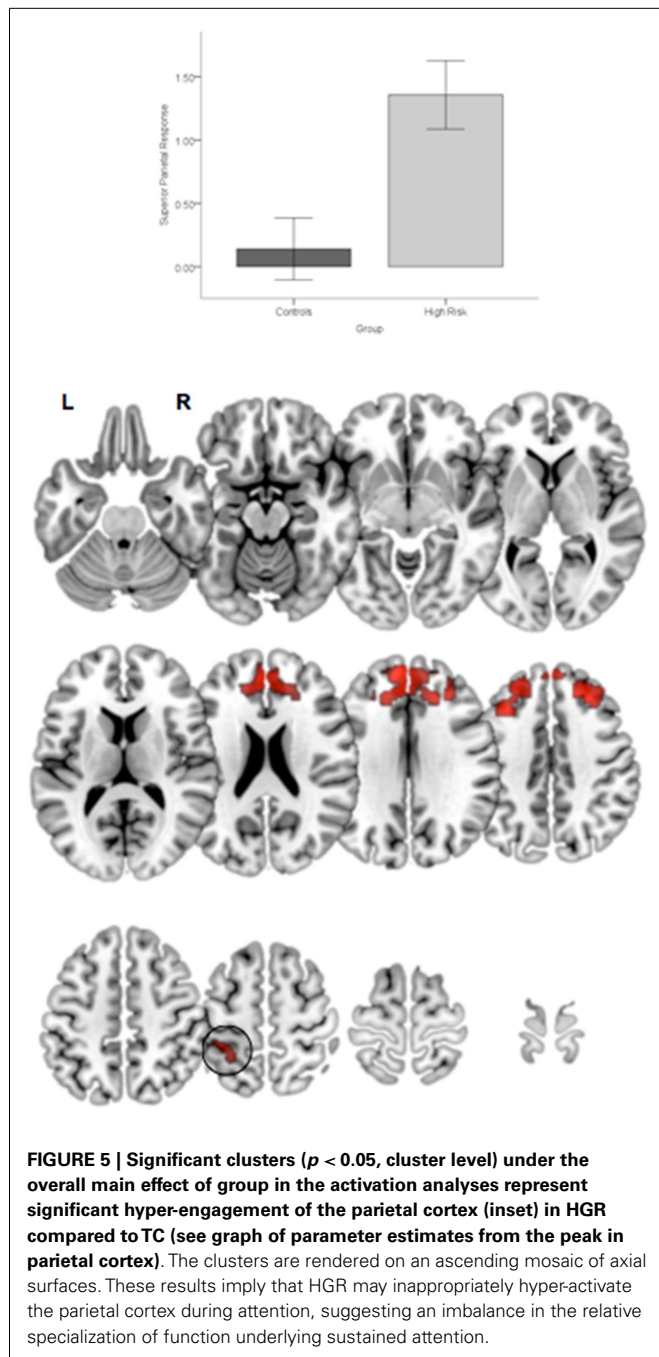 1.50
1.00
0.50
0.00
Superior Parietal Response
Controls
High Risk
Group
L R
FIGURE 5 | Significant clusters (p < 0.05, cluster level) under the
overall main effect of group in the activation analyses represent
significant hyper-engagement of the parietal cortex (inset) in HGR
compared to TC (see graph of parameter estimates from the peak in
parietal cortex). The clusters are rendered on an ascending mosaic of axial
surfaces. These results imply that HGR may inappropriately hyper-activate
the parietal cortex during attention, suggesting an imbalance in the relative
specialization of function underlying sustained attention.